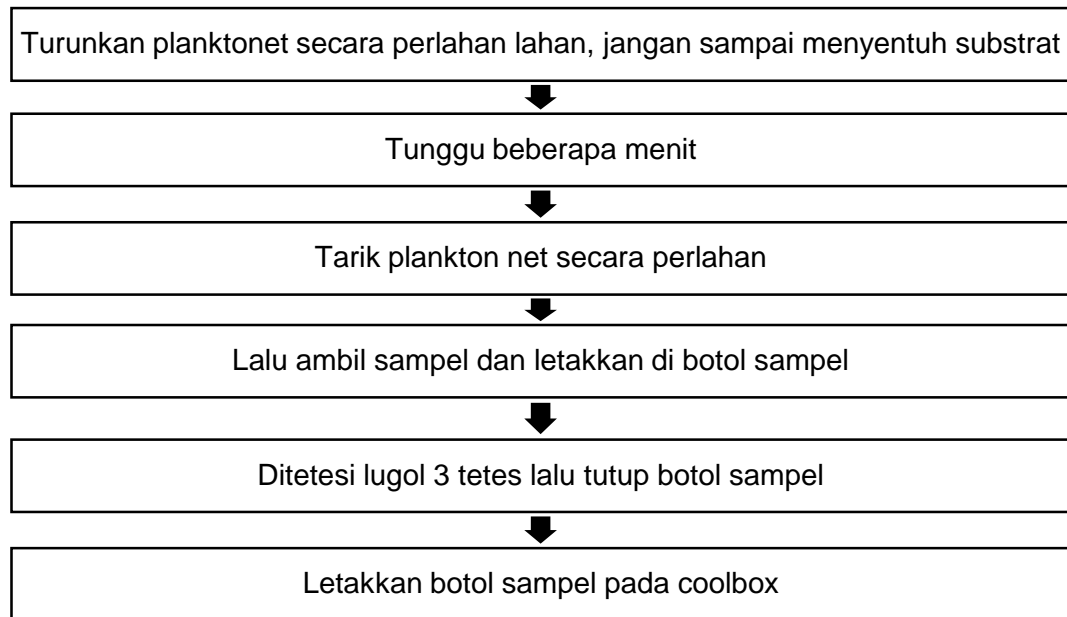 Turunkan planktonet secara perlahan lahan, jangan sampai menyentuh substrat
Tunggu beberapa menit
Tarik plankton net secara perlahan
Lalu ambil sampel dan letakkan di botol sampel
Ditetesi lugol 3 tetes lalu tutup botol sampel
Letakkan botol sampel pada coolbox